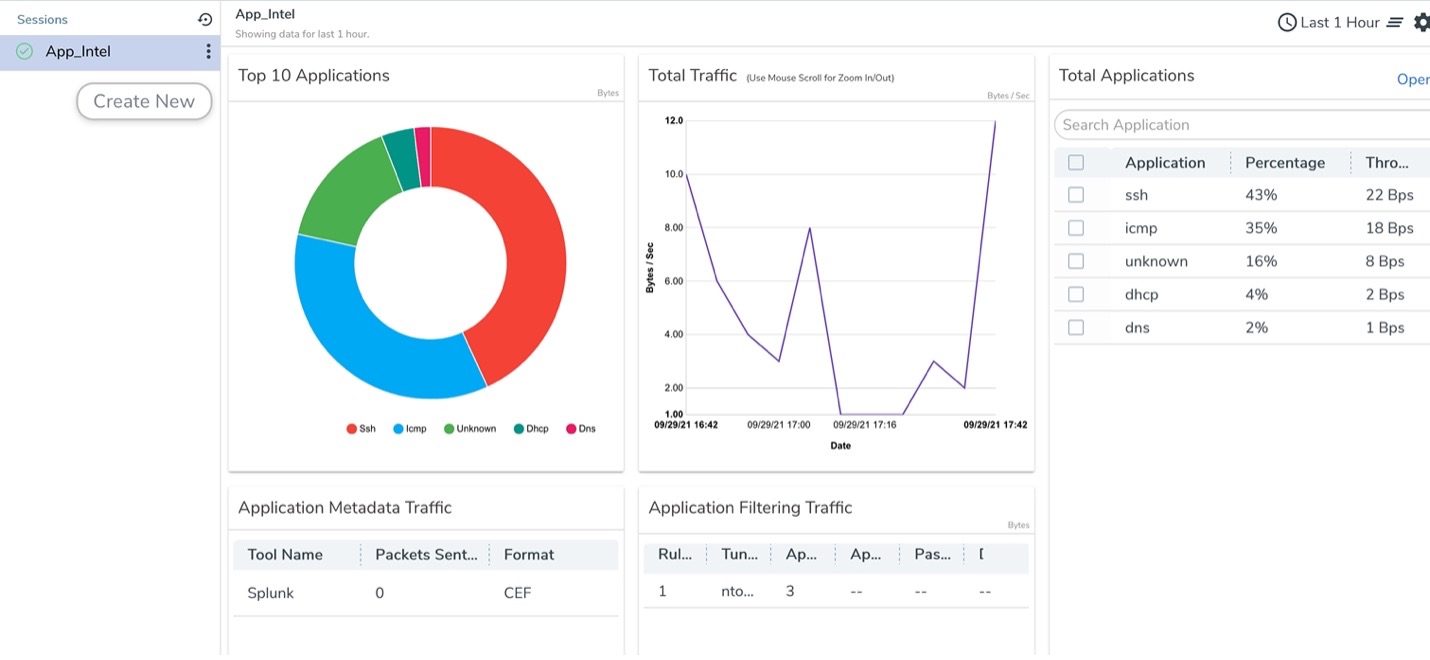 Sessions
App_Intel
Create New
App_Intel
Showing data for last 1 hour.
Last 1 Hour
Top 10 Applications
Bytes
Ssh Icmp Unknown Dhcp Dns
Total Traffic (Use Mouse Scroll for Zoom In/Out)
Bytes / Sec
12.0
10.0
8.00
6.00
4.00
2.00
1.00
Bytes / Sec
09/29/21 16:42 09/29/21 17:00 09/29/21 17:16 09/29/21 17:42
Date
Total Applications
Oper
Search Application
Application Percentage Thro...
ssh 43% 22 Bps
icmp 35% 18 Bps
unknown 16% 8 Bps
dhcp 4% 2 Bps
dns 2% 1 Bps
Application Metadata Traffic
Tool Name Packets Sent... Format
Splunk 0 CEF
Application Filtering Traffic
Bytes
Rul... Tun... Ap... Ap... Pas...
1 nto... 3 -- -- --